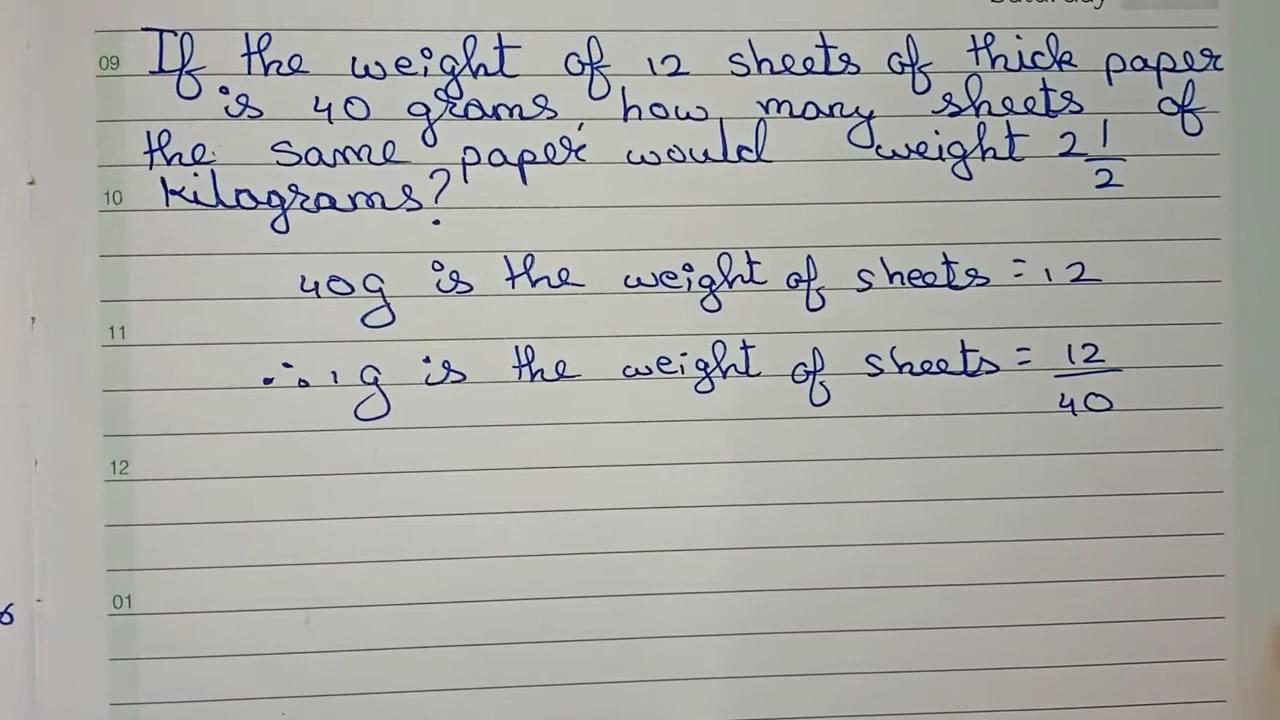 09 If the weight of 12 sheets of thick paper
is 40 grams, how many sheets of
the same paper would weight 2 1/2
10 kilograms?
40g is the weight of sheets = 12
11
∴ 1g is the weight of sheets = 12/40
12
01
6